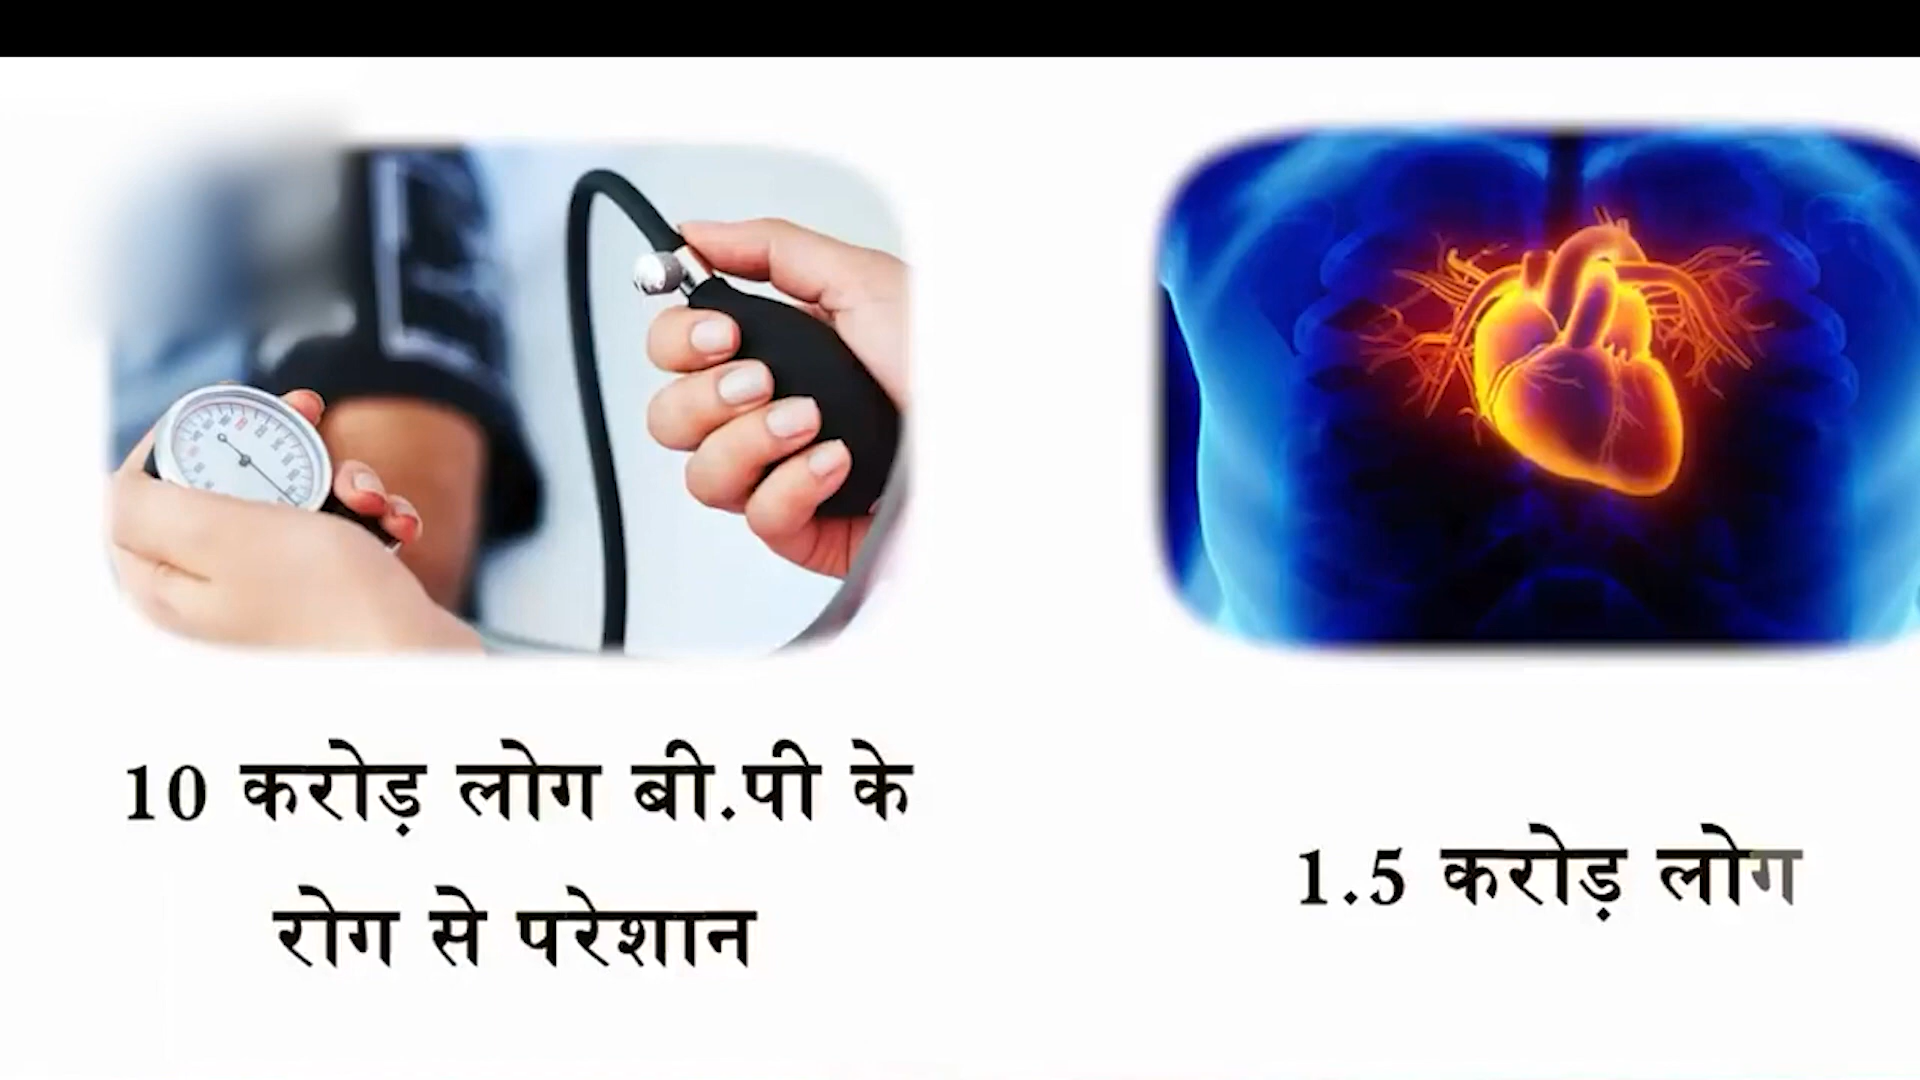 10 करोड़ लोग बी.पी के
रोग से परेशान
1.5 करोड़ लोग